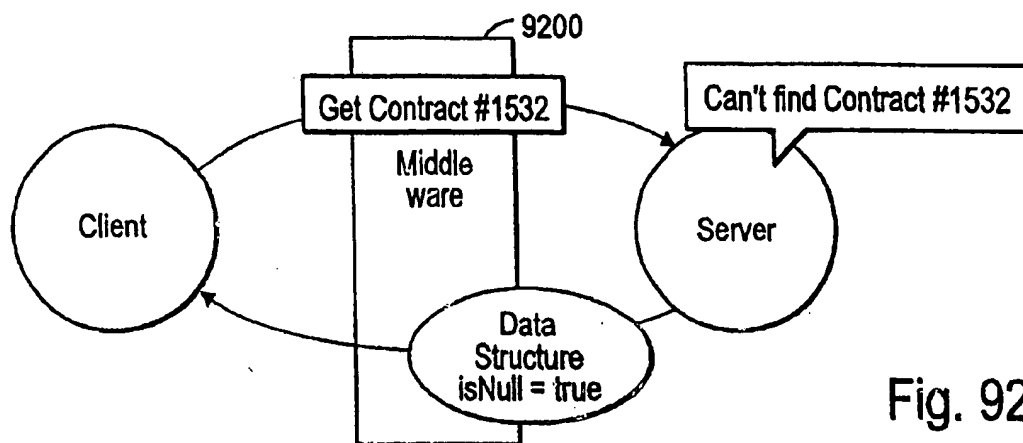 9200
Get Contract #1532
Can't find Contract #1532
Middle
ware
Client
Server
Data
Structure
isNull = true
Fig. 92